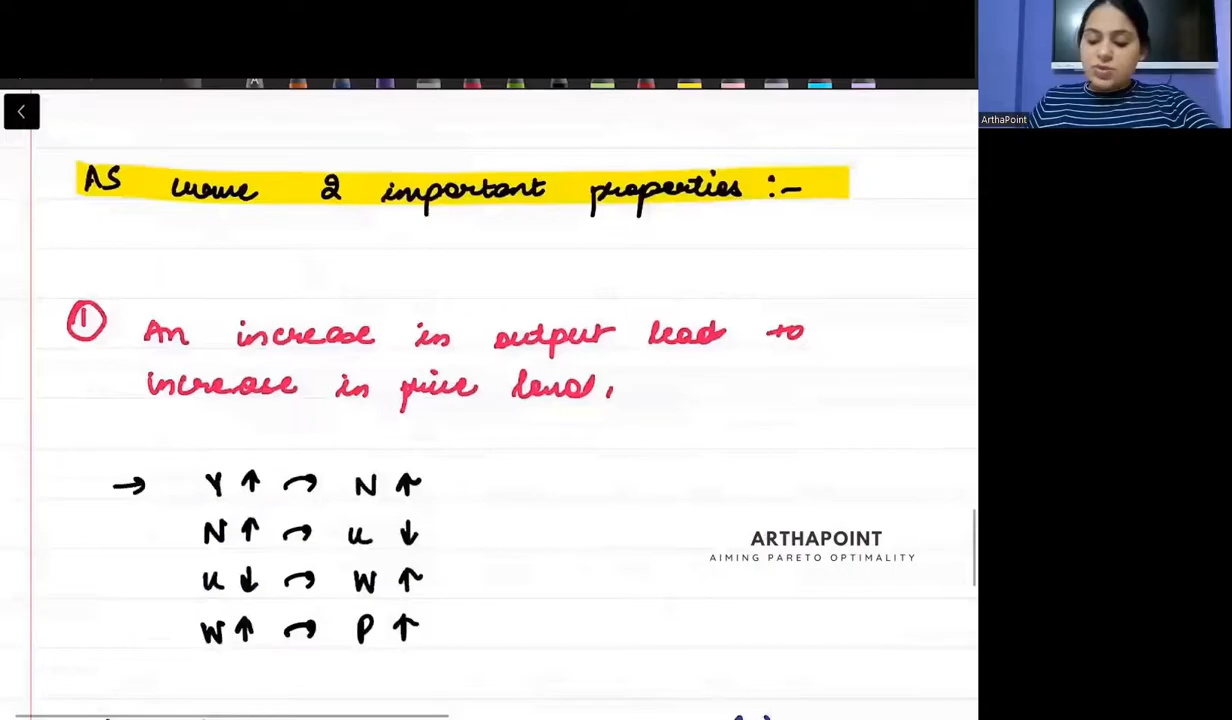 ArthaPoint
AS curve 2 important properties :-
① An increase in output lead to
increase in price level.
→ Y ↑ → N ↑
N ↑ → u ↓
u ↓ → W ↑
W ↑ → P ↑
ARTHAPOINT
AIMING PARETO OPTIMALITY